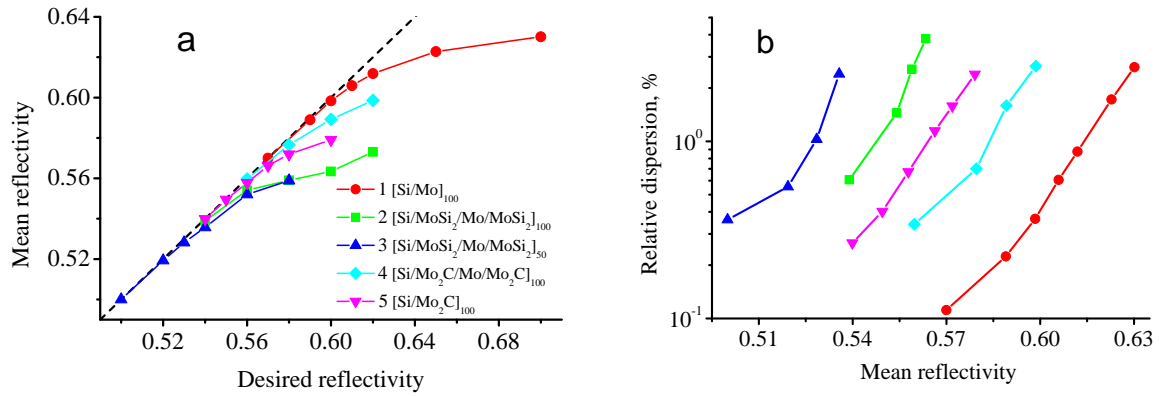 a
0.64
0.60
0.56
0.52
Mean reflectivity
1 [Si/Mo]₁₀₀
2 [Si/MoSi₂/Mo/MoSi₂]₁₀₀
3 [Si/MoSi₂/Mo/MoSi₂]₅₀
4 [Si/Mo₂C/Mo/Mo₂C]₁₀₀
5 [Si/Mo₂C]₁₀₀
0.52 0.56 0.60 0.64 0.68
Desired reflectivity
b
Relative dispersion, %
10⁰
10⁻¹
0.51 0.54 0.57 0.60 0.63
Mean reflectivity